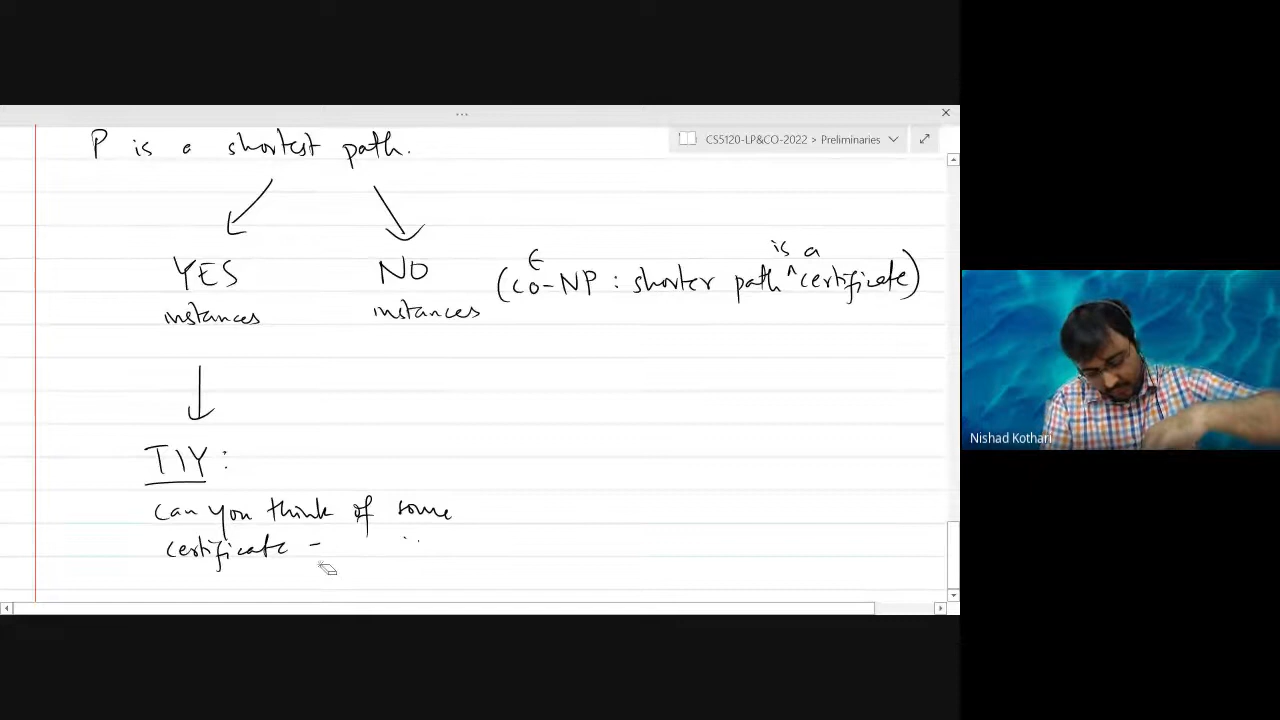 CS5120-LP&CO-2022 > Preliminaries
P is a shortest path.
YES
instances
NO
instances
(co-NP : shorter path ^ certificate)
∈
is a
TIY:
can you think of some
certificate -
Nishad Kothari